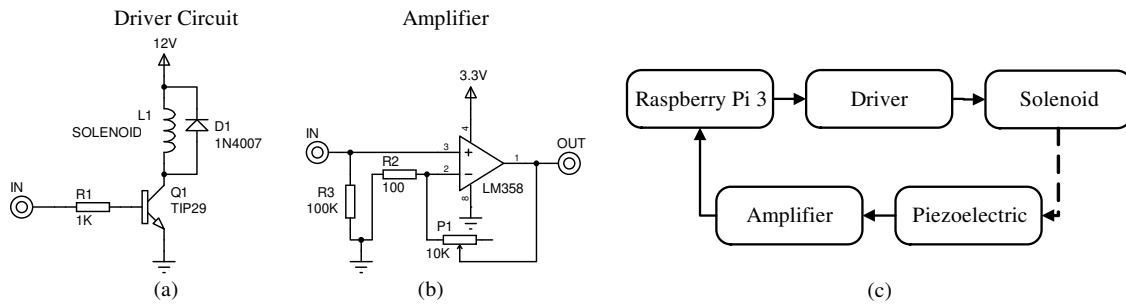 Driver Circuit
12V
L1
SOLENOID
D1
1N4007
IN
R1
1K
Q1
TIP29
(a)
Amplifier
3.3V
IN
3
2
4
8
1
OUT
LM358
R2
100
R3
100K
P1
10K
(b)
Raspberry Pi 3
Driver
Solenoid
Amplifier
Piezoelectric
(c)